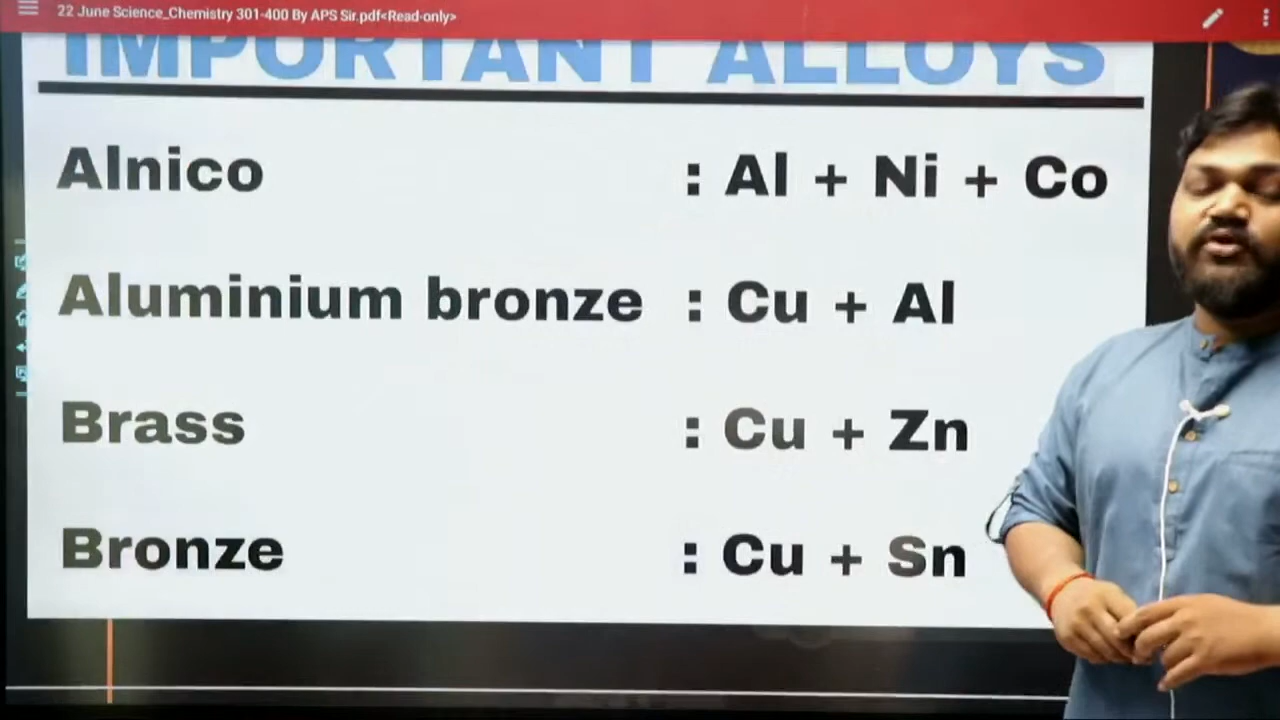 22 June Science_Chemistry 301-400 By APS Sir.pdf<Read-only>
IMPORTANT ALLOYS
Alnico : Al + Ni + Co
Aluminium bronze : Cu + Al
Brass : Cu + Zn
Bronze : Cu + Sn